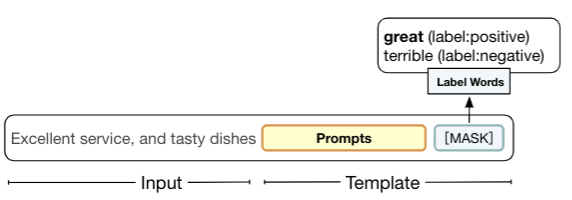 great (label:positive)
terrible (label:negative)
Label Words
Excellent service, and tasty dishes Prompts [MASK]
Input Template